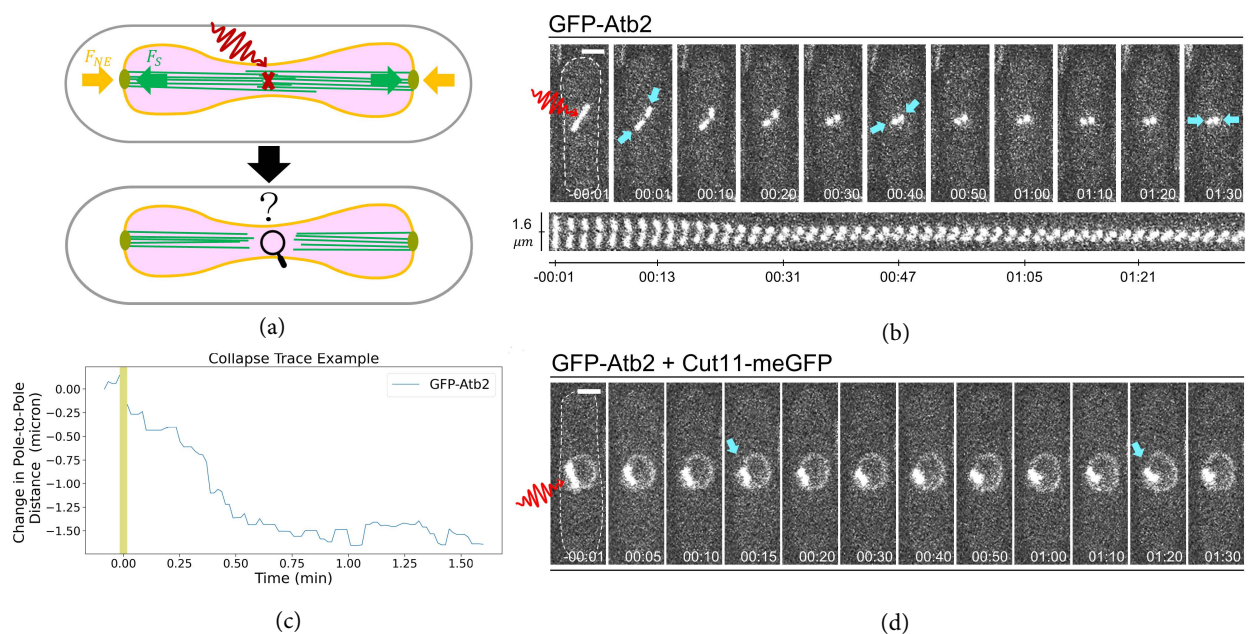 F_NE
F_S
?
(a)
GFP-Atb2
-00:01 00:01 00:10 00:20 00:30 00:40 00:50 01:00 01:10 01:20 01:30
1.6
μm
-00:01 00:13 00:31 00:47 01:05 01:21
(b)
Collapse Trace Example
GFP-Atb2
Change in Pole-to-Pole
Distance (micron)
0.00
−0.25
−0.50
−0.75
−1.00
−1.25
−1.50
0.00 0.25 0.50 0.75 1.00 1.25 1.50
Time (min)
(c)
GFP-Atb2 + Cut11-meGFP
-00:01 00:05 00:10 00:15 00:20 00:30 00:40 00:50 01:00 01:10 01:20 01:30
(d)